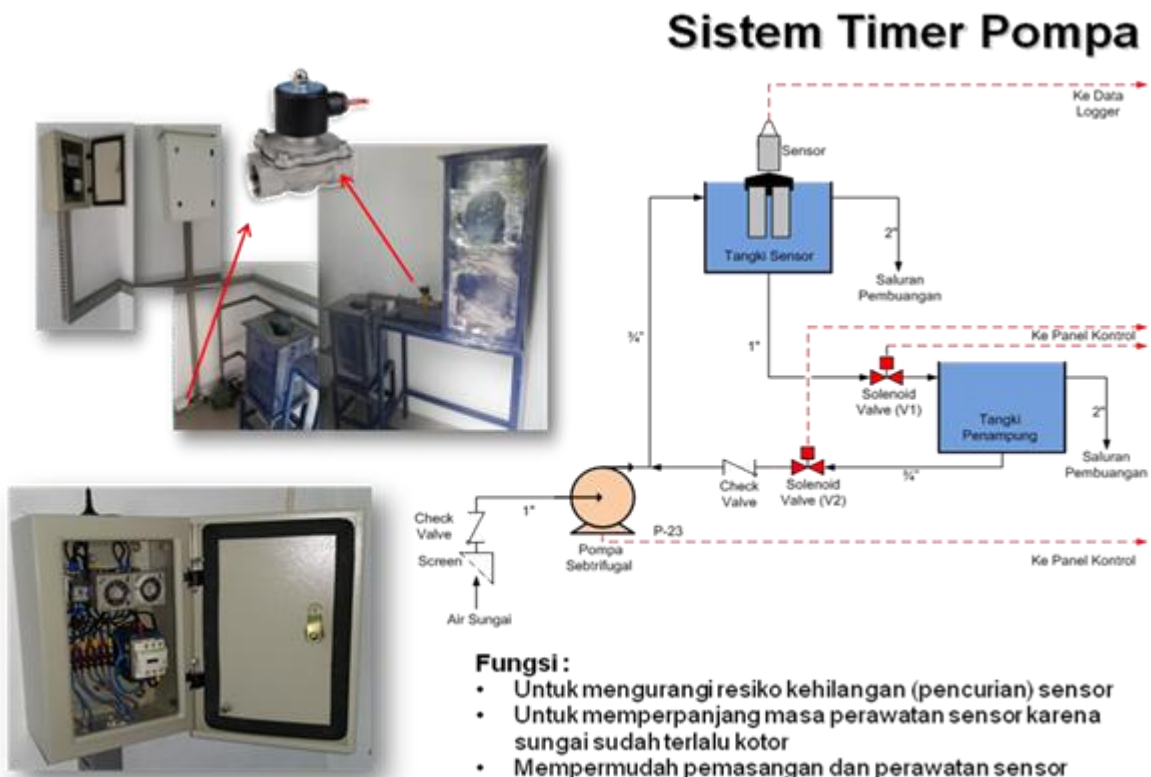 Sistem Timer Pompa
Ke Data
Logger
Sensor
Tangki Sensor
2"
Saluran
Pembuangan
¾"
1"
Ke Panel Kontrol
Solenoid
Valve (V1)
Tangki
Penampung
2"
Saluran
Pembuangan
Check
Valve
Solenoid
Valve (V2)
¾"
Check
Valve
1"
Screen
P-23
Pompa
Sebtrifugal
Ke Panel Kontrol
Air Sungai
Fungsi :
• Untuk mengurangi resiko kehilangan (pencurian) sensor
• Untuk memperpanjang masa perawatan sensor karena
sungai sudah terlalu kotor
• Mempermudah pemasangan dan perawatan sensor